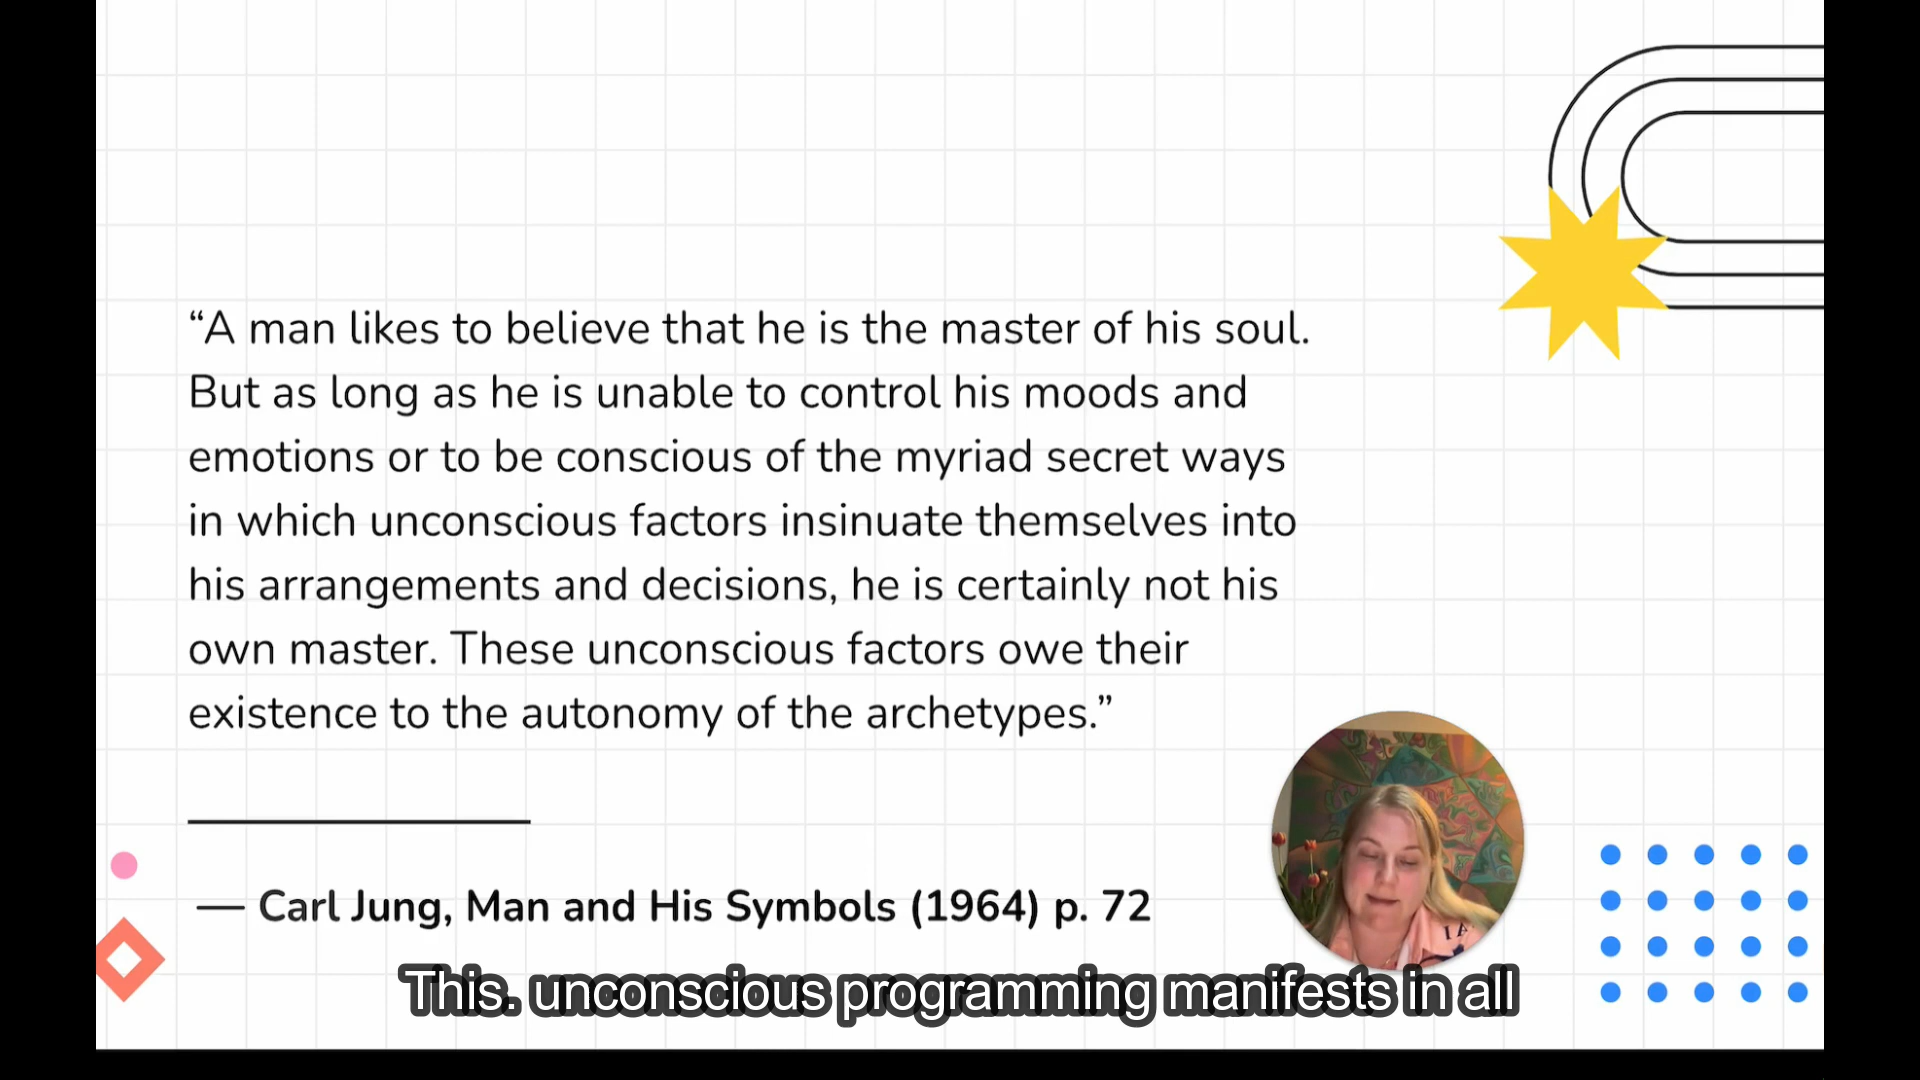 “A man likes to believe that he is the master of his soul.
But as long as he is unable to control his moods and
emotions or to be conscious of the myriad secret ways
in which unconscious factors insinuate themselves into
his arrangements and decisions, he is certainly not his
own master. These unconscious factors owe their
existence to the autonomy of the archetypes.”
— Carl Jung, Man and His Symbols (1964) p. 72
This. unconscious programming manifests in all